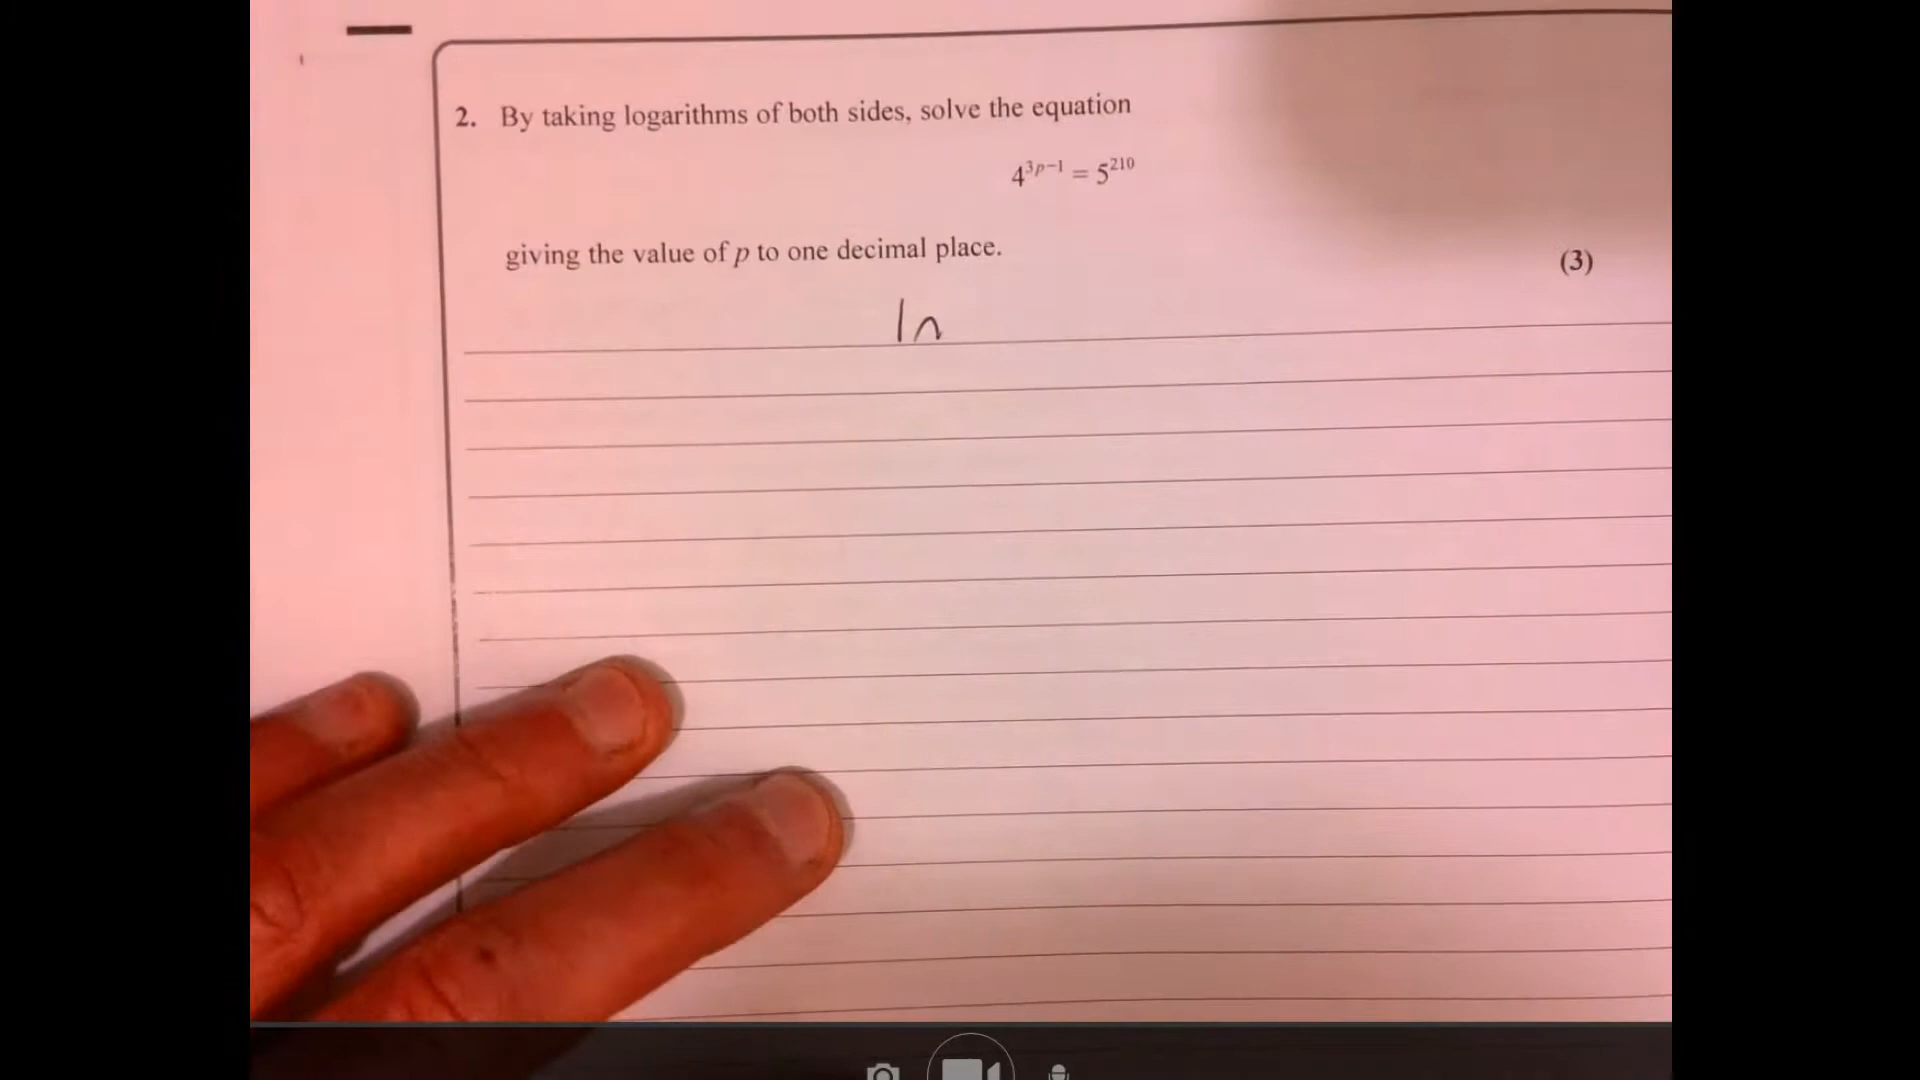 2. By taking logarithms of both sides, solve the equation
4^{3p−1} = 5^{210}
giving the value of p to one decimal place.
(3)
ln